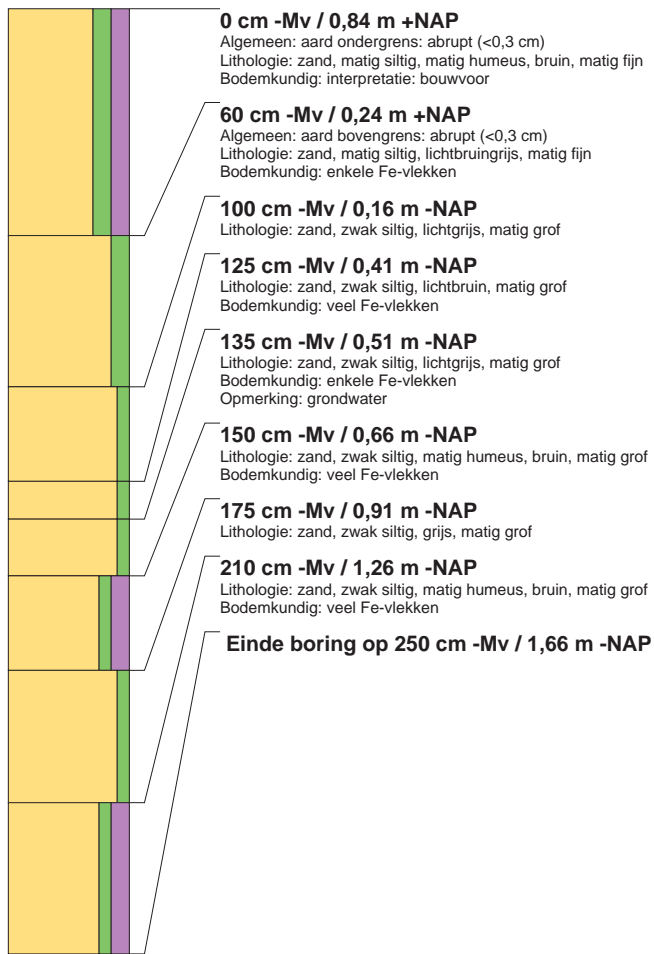 0 cm -Mv / 0,84 m +NAP
Algemeen: aard ondergrens: abrupt (<0,3 cm)
Lithologie: zand, matig siltig, matig humeus, bruin, matig fijn
Bodemkundig: interpretatie: bouwvoor
60 cm -Mv / 0,24 m +NAP
Algemeen: aard bovengrens: abrupt (<0,3 cm)
Lithologie: zand, matig siltig, lichtbruingrijs, matig fijn
Bodemkundig: enkele Fe-vlekken
100 cm -Mv / 0,16 m -NAP
Lithologie: zand, zwak siltig, lichtgrijs, matig grof
125 cm -Mv / 0,41 m -NAP
Lithologie: zand, zwak siltig, lichtbruin, matig grof
Bodemkundig: veel Fe-vlekken
135 cm -Mv / 0,51 m -NAP
Lithologie: zand, zwak siltig, lichtgrijs, matig grof
Bodemkundig: enkele Fe-vlekken
Opmerking: grondwater
150 cm -Mv / 0,66 m -NAP
Lithologie: zand, zwak siltig, matig humeus, bruin, matig grof
Bodemkundig: veel Fe-vlekken
175 cm -Mv / 0,91 m -NAP
Lithologie: zand, zwak siltig, grijs, matig grof
210 cm -Mv / 1,26 m -NAP
Lithologie: zand, zwak siltig, matig humeus, bruin, matig grof
Bodemkundig: veel Fe-vlekken
Einde boring op 250 cm -Mv / 1,66 m -NAP